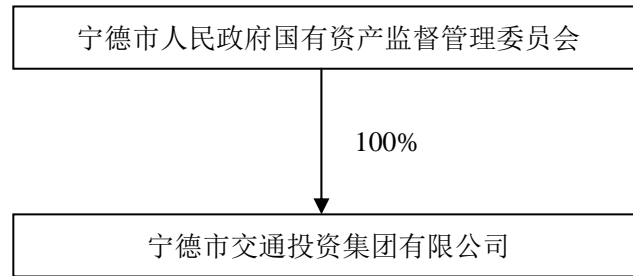 宁德市人民政府国有资产监督管理委员会
100%
宁德市交通投资集团有限公司